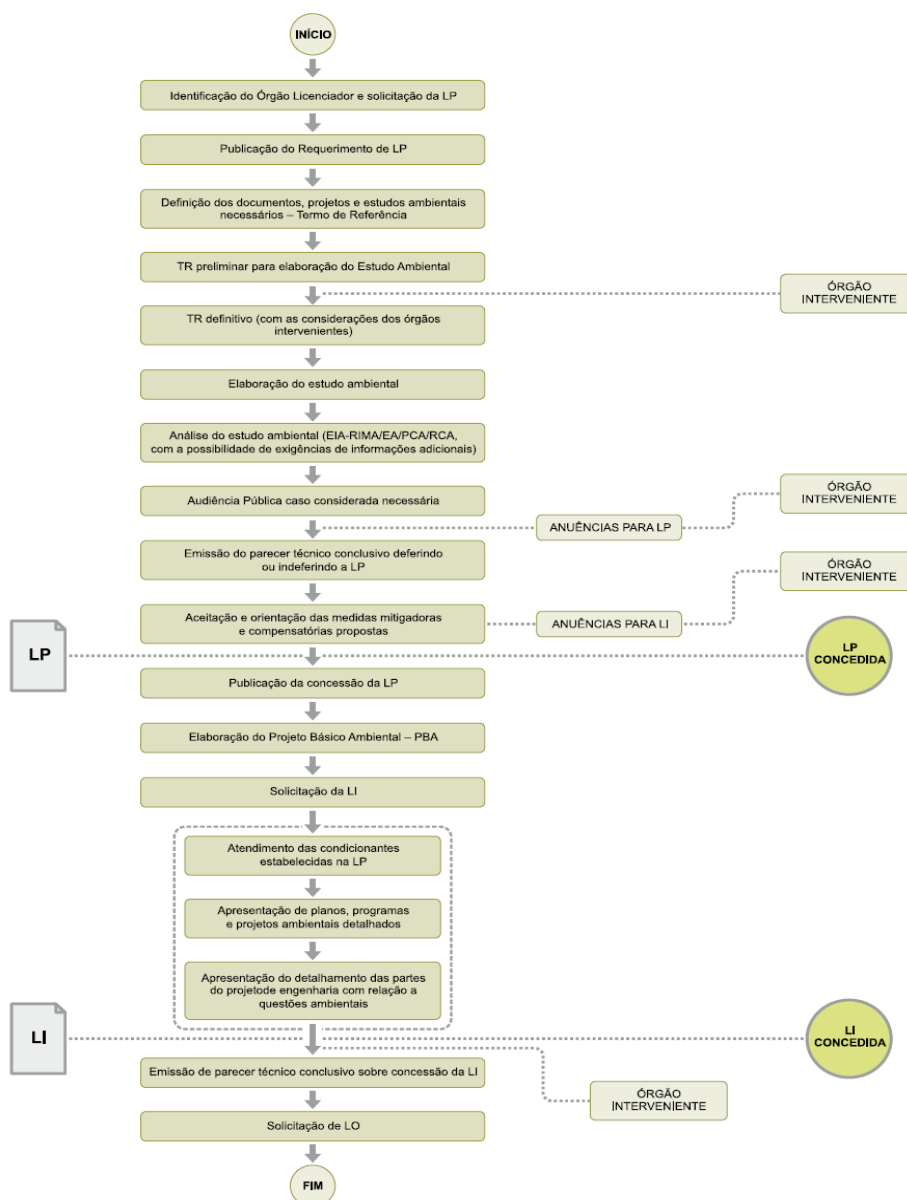 INÍCIO
Identificação do Órgão Licenciador e solicitação da LP
Publicação do Requerimento de LP
Definição dos documentos, projetos e estudos ambientais
necessários – Termo de Referência
TR preliminar para elaboração do Estudo Ambiental
ÓRGÃO
INTERVENIENTE
TR definitivo (com as considerações dos órgãos
intervenientes)
Elaboração do estudo ambiental
Análise do estudo ambiental (EIA-RIMA/EA/PCA/RCA,
com a possibilidade de exigências de informações adicionais)
Audiência Pública caso considerada necessária
ÓRGÃO
INTERVENIENTE
ANUÊNCIAS PARA LP
Emissão do parecer técnico conclusivo deferindo
ou indeferindo a LP
ÓRGÃO
INTERVENIENTE
Aceitação e orientação das medidas mitigadoras
e compensatórias propostas
ANUÊNCIAS PARA LI
LP
LP
CONCEDIDA
Publicação da concessão da LP
Elaboração do Projeto Básico Ambiental – PBA
Solicitação da LI
Atendimento das condicionantes
estabelecidas na LP
Apresentação de planos, programas
e projetos ambientais detalhados
Apresentação do detalhamento das partes
do projetode engenharia com relação a
questões ambientais
LI
LI
CONCEDIDA
Emissão de parecer técnico conclusivo sobre concessão da LI
ÓRGÃO
INTERVENIENTE
Solicitação de LO
FIM